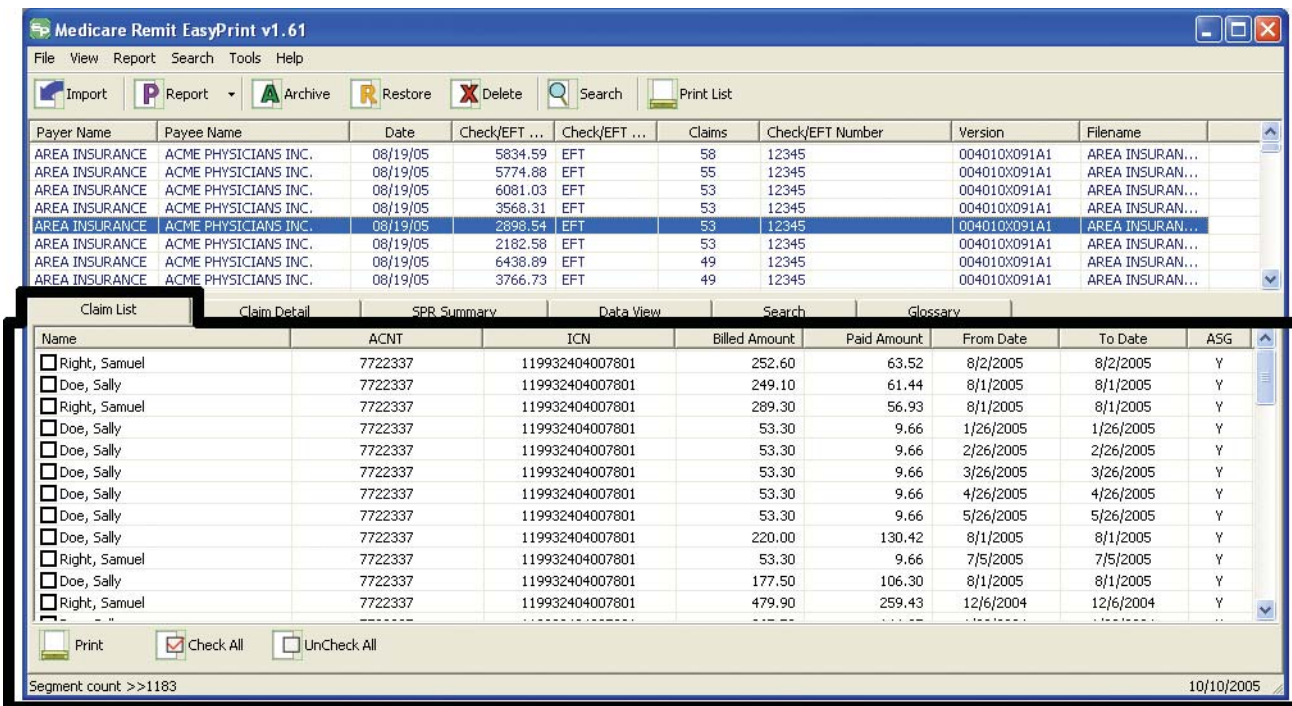 Medicare Remit EasyPrint v1.61
File View Report Search Tools Help
Import Report Archive Restore Delete Search Print List
Payer Name Payee Name Date Check/EFT ... Check/EFT ... Claims Check/EFT Number Version Filename
AREA INSURANCE ACME PHYSICIANS INC. 08/19/05 5834.59 EFT 58 12345 004010X091A1 AREA INSURAN...
AREA INSURANCE ACME PHYSICIANS INC. 08/19/05 5774.88 EFT 55 12345 004010X091A1 AREA INSURAN...
AREA INSURANCE ACME PHYSICIANS INC. 08/19/05 6081.03 EFT 53 12345 004010X091A1 AREA INSURAN...
AREA INSURANCE ACME PHYSICIANS INC. 08/19/05 3568.31 EFT 53 12345 004010X091A1 AREA INSURAN...
AREA INSURANCE ACME PHYSICIANS INC. 08/19/05 2898.54 EFT 53 12345 004010X091A1 AREA INSURAN...
AREA INSURANCE ACME PHYSICIANS INC. 08/19/05 2182.58 EFT 53 12345 004010X091A1 AREA INSURAN...
AREA INSURANCE ACME PHYSICIANS INC. 08/19/05 6438.89 EFT 49 12345 004010X091A1 AREA INSURAN...
AREA INSURANCE ACME PHYSICIANS INC. 08/19/05 3766.73 EFT 49 12345 004010X091A1 AREA INSURAN...
Claim List Claim Detail SPR Summary Data View Search Glossary
Name ACNT ICN Billed Amount Paid Amount From Date To Date ASG
Right, Samuel 7722337 119932404007801 252.60 63.52 8/2/2005 8/2/2005 Y
Doe, Sally 7722337 119932404007801 249.10 61.44 8/1/2005 8/1/2005 Y
Right, Samuel 7722337 119932404007801 289.30 56.93 8/1/2005 8/1/2005 Y
Doe, Sally 7722337 119932404007801 53.30 9.66 1/26/2005 1/26/2005 Y
Doe, Sally 7722337 119932404007801 53.30 9.66 2/26/2005 2/26/2005 Y
Doe, Sally 7722337 119932404007801 53.30 9.66 3/26/2005 3/26/2005 Y
Doe, Sally 7722337 119932404007801 53.30 9.66 4/26/2005 4/26/2005 Y
Doe, Sally 7722337 119932404007801 53.30 9.66 5/26/2005 5/26/2005 Y
Doe, Sally 7722337 119932404007801 220.00 130.42 8/1/2005 8/1/2005 Y
Right, Samuel 7722337 119932404007801 53.30 9.66 7/5/2005 7/5/2005 Y
Doe, Sally 7722337 119932404007801 177.50 106.30 8/1/2005 8/1/2005 Y
Right, Samuel 7722337 119932404007801 479.90 259.43 12/6/2004 12/6/2004 Y
Print Check All UnCheck All
Segment count >>1183 10/10/2005